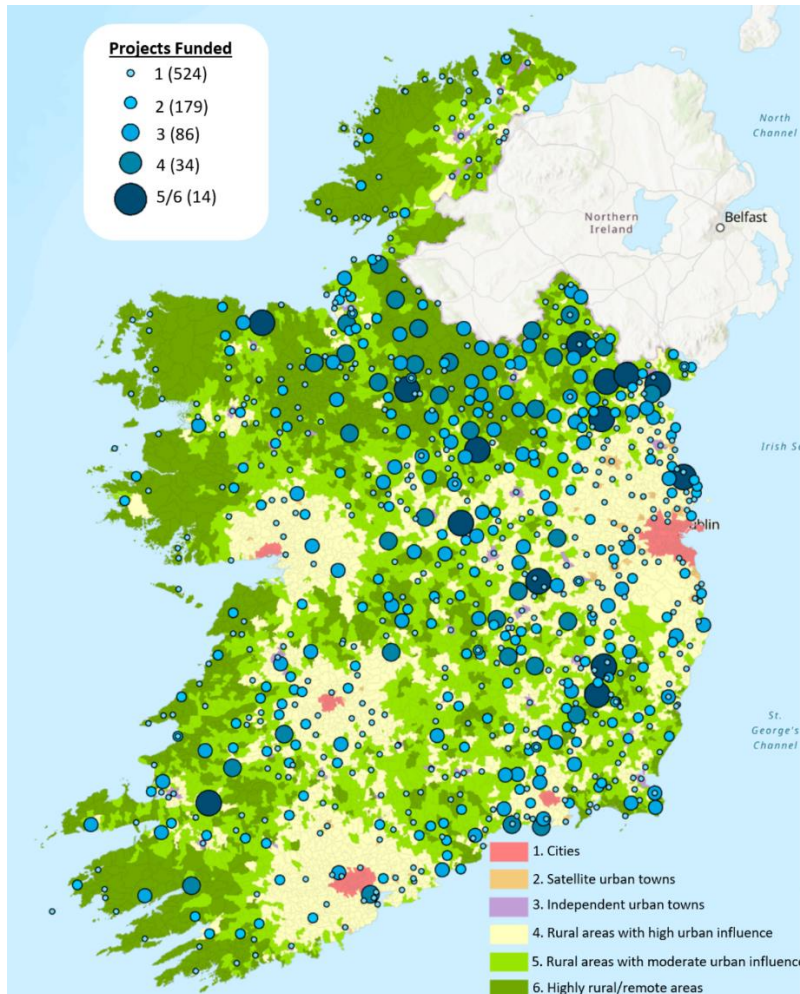 Projects Funded
1 (524)
2 (179)
3 (86)
4 (34)
5/6 (14)
North
Channel
Northern
Ireland
Belfast
Irish S
blin
St.
George's
Channel
1. Cities
2. Satellite urban towns
3. Independent urban towns
4. Rural areas with high urban influence
5. Rural areas with moderate urban influence
6. Highly rural/remote areas